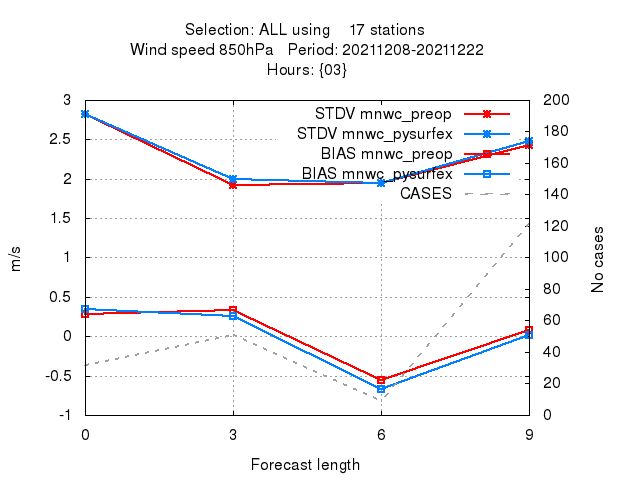 Selection: ALL using    17 stations
Wind speed 850hPa   Period: 20211208-20211222
Hours: {03}
STDV mnwc_preop
STDV mnwc_pysurfex
BIAS mnwc_preop
BIAS mnwc_pysurfex
CASES
3
2.5
2
1.5
1
0.5
0
-0.5
-1
200
180
160
140
120
100
80
60
40
20
0
m/s
No cases
0 3 6 9
Forecast length